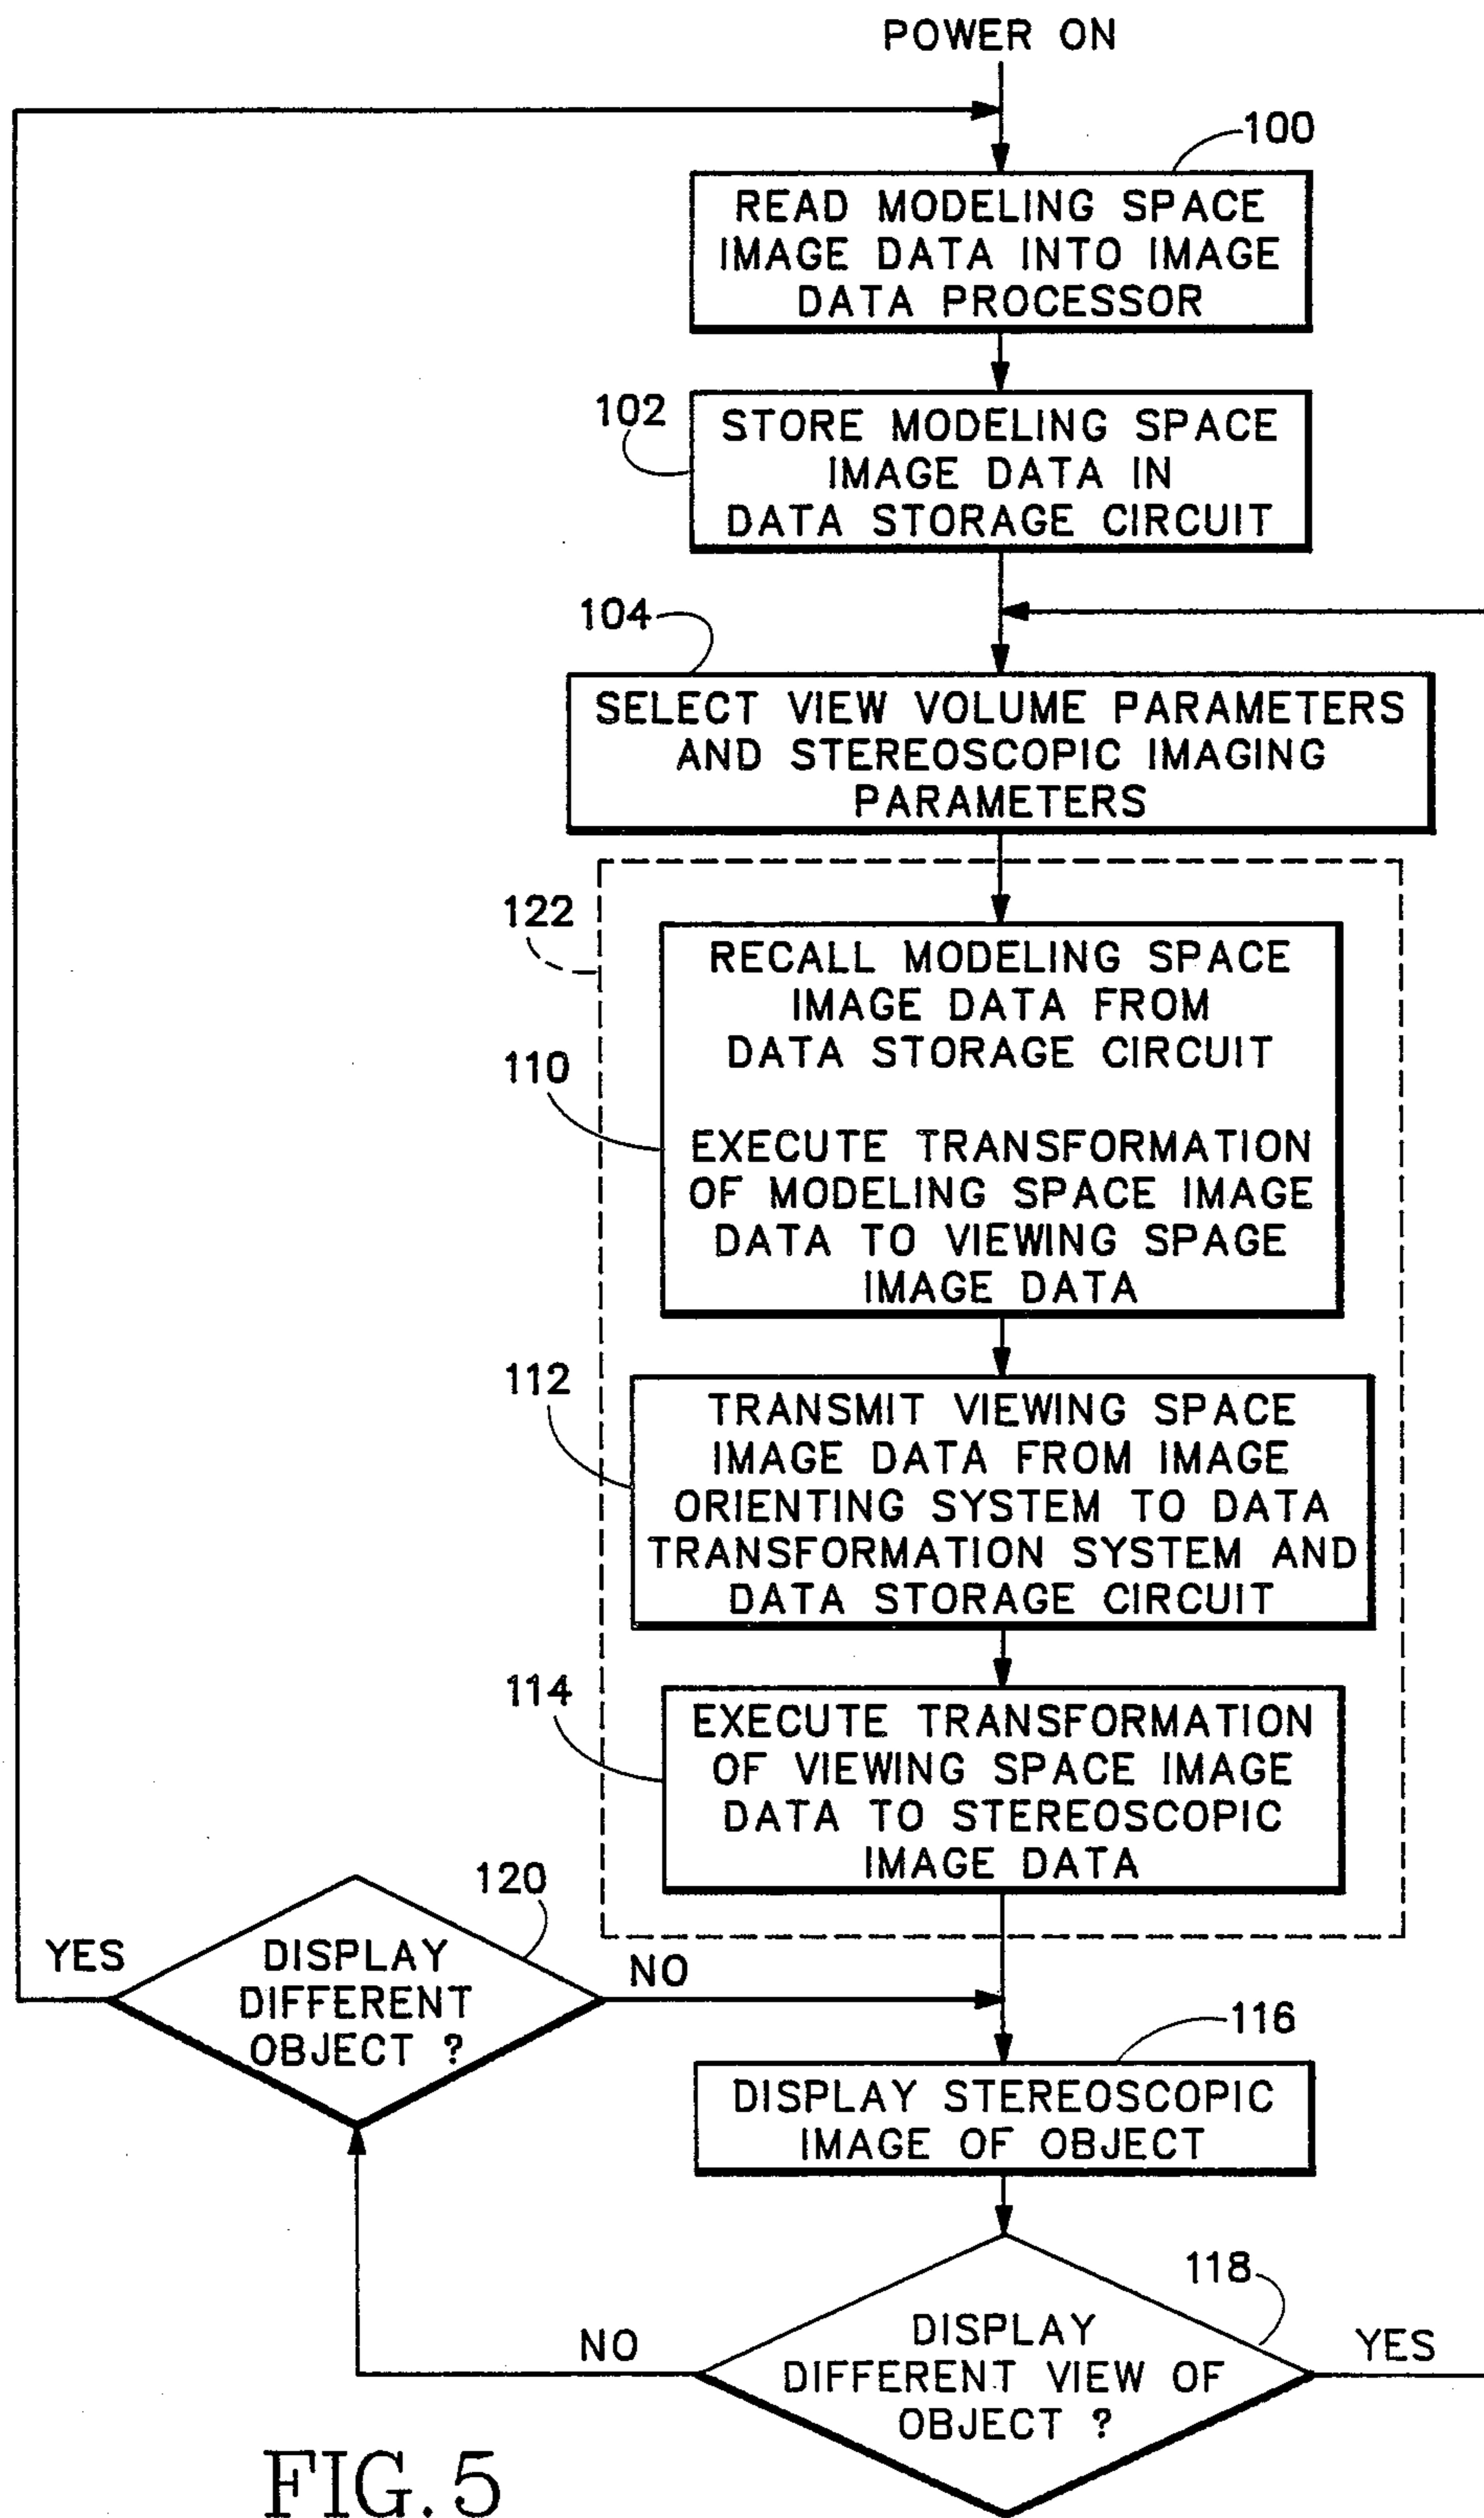 POWER ON
100
READ MODELING SPACE
IMAGE DATA INTO IMAGE
DATA PROCESSOR
102
STORE MODELING SPACE
IMAGE DATA IN
DATA STORAGE CIRCUIT
104
SELECT VIEW VOLUME PARAMETERS
AND STEREOSCOPIC IMAGING
PARAMETERS
122
RECALL MODELING SPACE
IMAGE DATA FROM
DATA STORAGE CIRCUIT
110
EXECUTE TRANSFORMATION
OF MODELING SPACE IMAGE
DATA TO VIEWING SPAGE
IMAGE DATA
112
TRANSMIT VIEWING SPACE
IMAGE DATA FROM IMAGE
ORIENTING SYSTEM TO DATA
TRANSFORMATION SYSTEM AND
DATA STORAGE CIRCUIT
114
EXECUTE TRANSFORMATION
OF VIEWING SPACE IMAGE
DATA TO STEREOSCOPIC
IMAGE DATA
120
YES
DISPLAY
DIFFERENT
OBJECT ?
NO
116
DISPLAY STEREOSCOPIC
IMAGE OF OBJECT
118
NO
DISPLAY
DIFFERENT VIEW OF
OBJECT ?
YES
FIG. 5